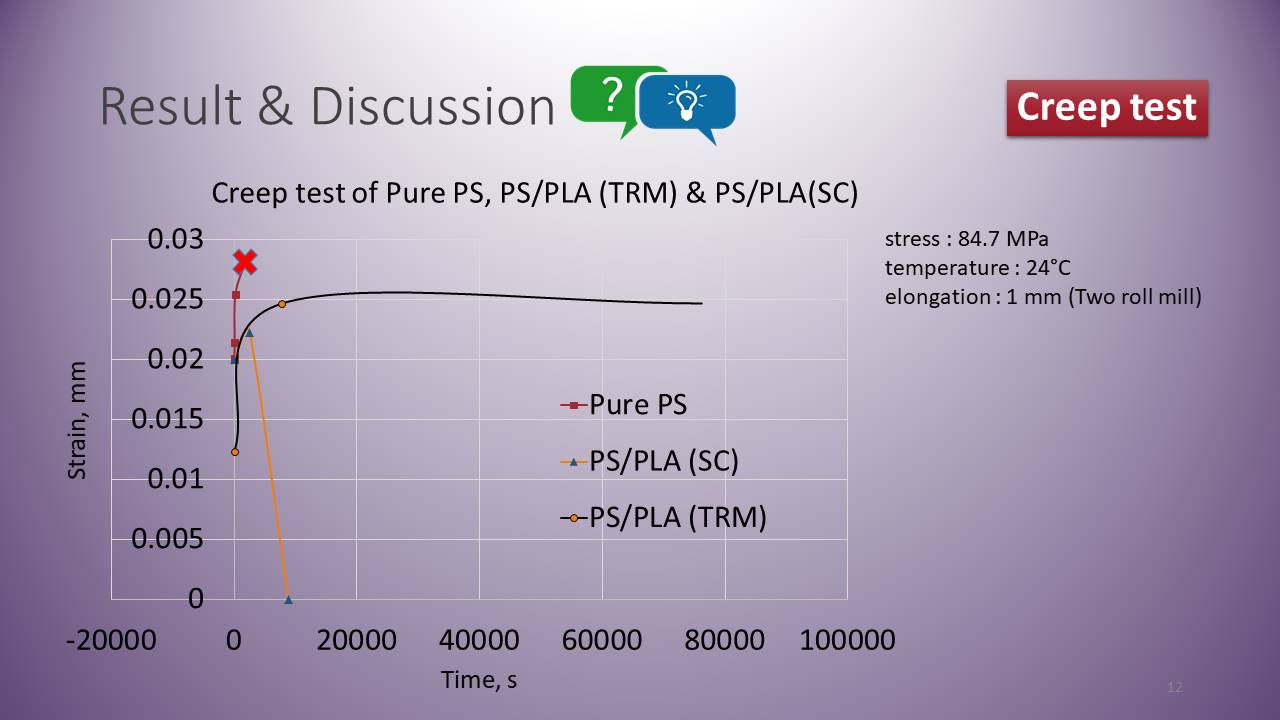 Result & Discussion
?
Creep test
Creep test of Pure PS, PS/PLA (TRM) & PS/PLA(SC)
stress : 84.7 MPa
temperature : 24°C
elongation : 1 mm (Two roll mill)
Strain, mm
0.03
0.025
0.02
0.015
0.01
0.005
0
Pure PS
PS/PLA (SC)
PS/PLA (TRM)
-20000 0 20000 40000 60000 80000 100000
Time, s
12